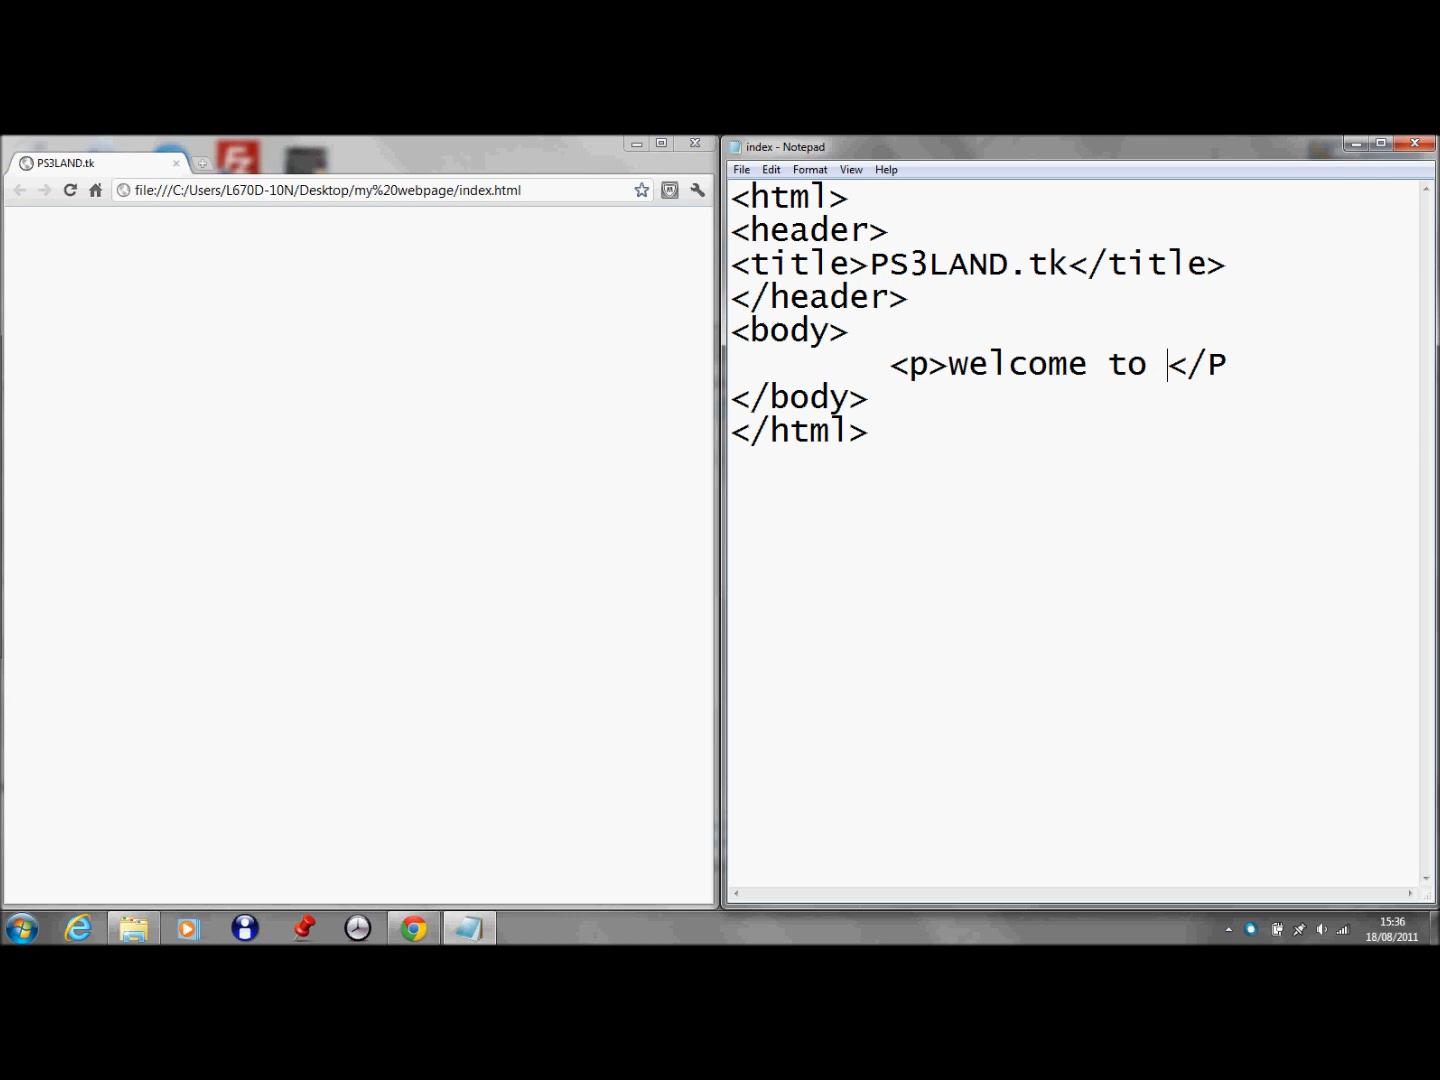 PS3LAND.tk
file:///C:/Users/L670D-10N/Desktop/my%20webpage/index.html
index - Notepad
File Edit Format View Help
<html>
<header>
<title>PS3LAND.tk</title>
</header>
<body>
<p>welcome to </P
</body>
</html>
15:36
18/08/2011